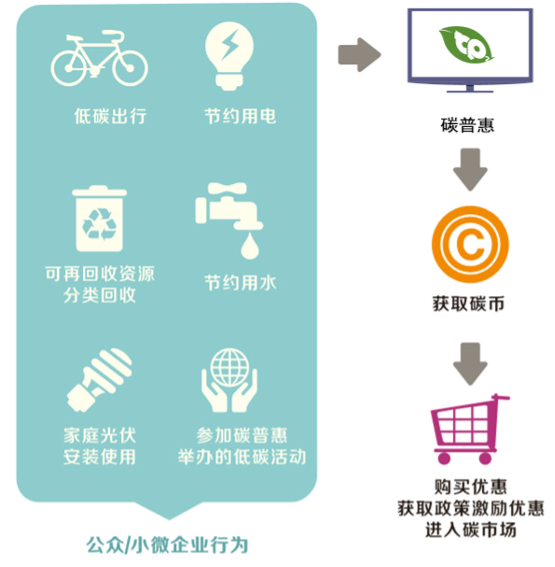 低碳出行
节约用电
可再回收资源
分类回收
节约用水
家庭光伏
安装使用
参加碳普惠
举办的低碳活动
公众/小微企业行为
碳普惠
C
获取碳币
购买优惠
获取政策激励优惠
进入碳市场